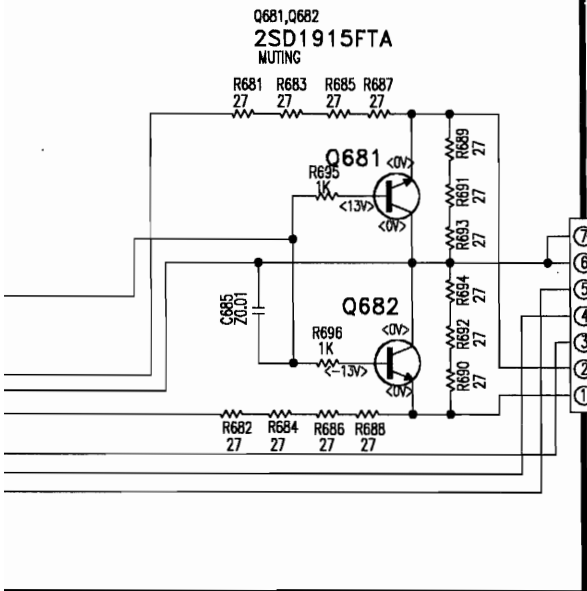 Q681,Q682
2SD1915FTA
MUTING
R681 R683 R685 R687
27 27 27 27
R689
27
Q681 <0V>
R695
1K
<13V>
R691
27
<0V>
R693
27
7
6
C685
Z0.01
R694
27
5
Q682
4
<0V>
R696
1K
R692
27
3
<-13V>
R690
27
2
<0V>
1
R682 R684 R686 R688
27 27 27 27